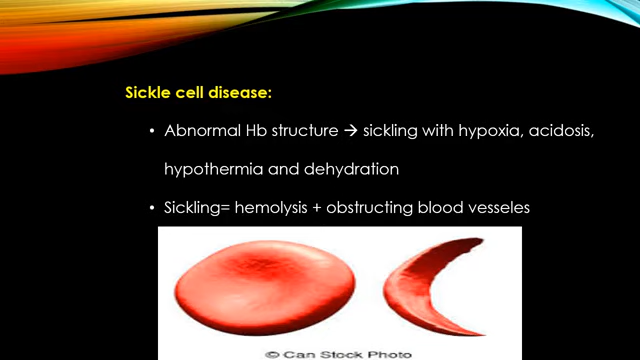 Sickle cell disease:
• Abnormal Hb structure → sickling with hypoxia, acidosis,
hypothermia and dehydration
• Sickling= hemolysis + obstructing blood vesseles
© Can Stock Photo